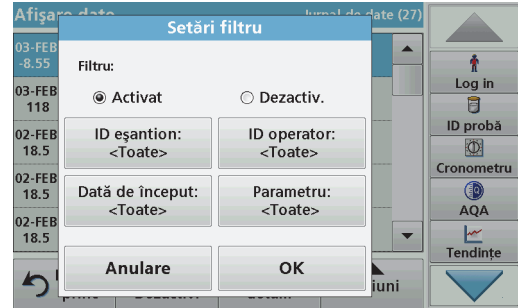 Afișare date
Jurnal de date (27)
Setări filtru
03-FEB
-8.55
03-FEB
118
02-FEB
18.5
02-FEB
18.5
02-FEB
18.5
Filtru:
Activat
Dezactiv.
ID eşantion:
<Toate>
ID operator:
<Toate>
Dată de început:
<Toate>
Parametru:
<Toate>
Anulare
OK
Log in
ID probă
Cronometru
AQA
Tendințe